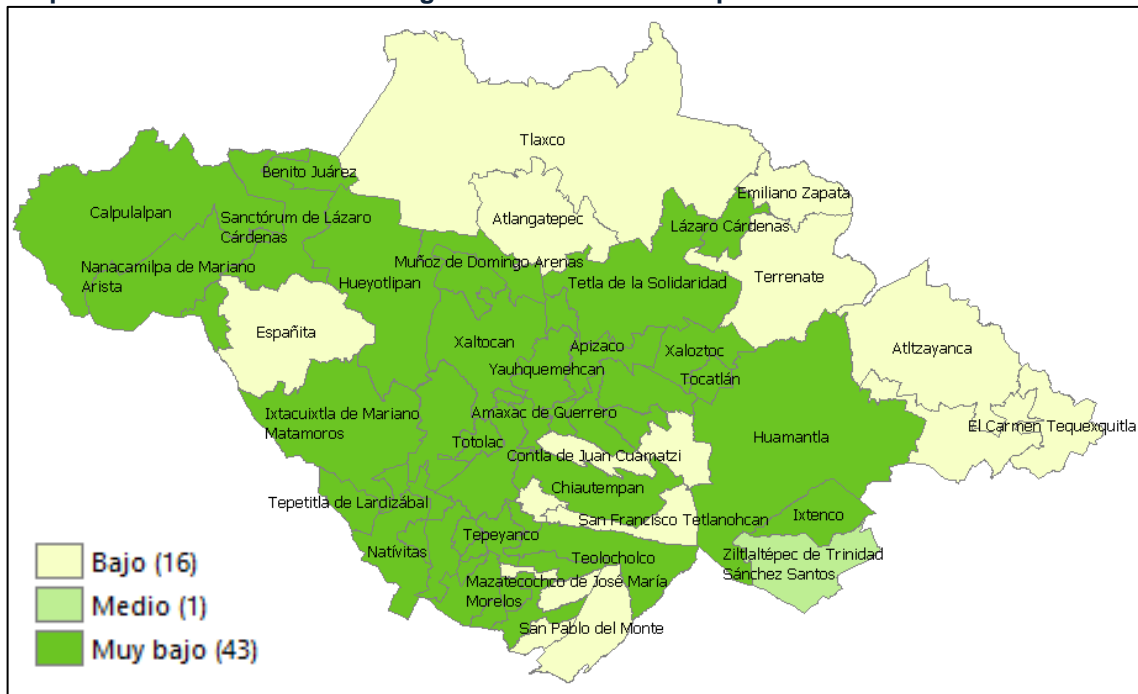 Tlaxco
Benito Juárez
Emiliano Zapata
Calpulalpan
Sanctórum de Lázaro
Cárdenas
Atlangatepec
Lázaro Cárdenas
Nanacamilpa de Mariano
Arista
Muñoz de Domingo Arenas
Hueyotlipan
Tetla de la Solidaridad
Terrenate
Españita
Xaltocan
Apizaco
Xaloztoc
Atltzayanca
Yauhquemehcan
Tocatlán
Ixtacuixtla de Mariano
Matamoros
Amaxac de Guerrero
Totolac
Huamantla
El Carmen Tequexquitla
Contla de Juan Cuamatzi
Chiautempan
Tepetitla de Lardizábal
San Francisco Tetlanohcan
Ixtenco
Tepeyanco
Natívitas
Teolocholco
Ziltlaltépec de Trinidad
Sánchez Santos
Mazatecochco de José María
Morelos
San Pablo del Monte
Bajo (16)
Medio (1)
Muy bajo (43)